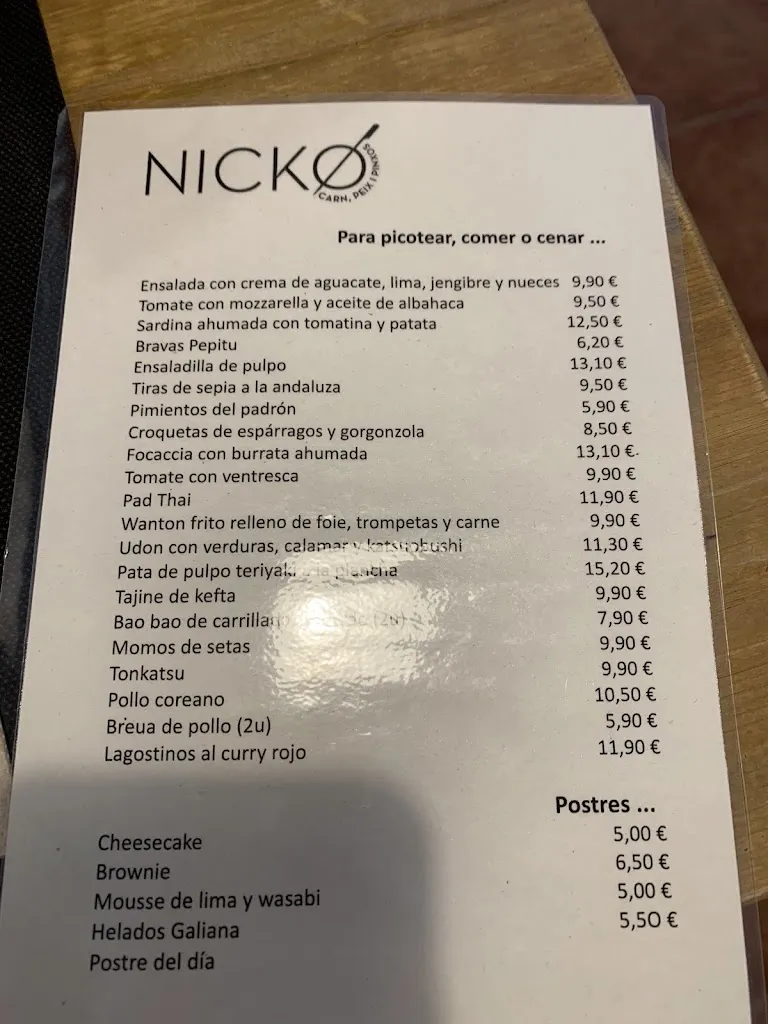 NICKO
CARN, PEIX I PINXOS
Para picotear, comer o cenar ...
Ensalada con crema de aguacate, lima, jengibre y nueces 9,90 €
Tomate con mozzarella y aceite de albahaca 9,50 €
Sardina ahumada con tomatina y patata 12,50 €
Bravas Pepitu 6,20 €
Ensaladilla de pulpo 13,10 €
Tiras de sepia a la andaluza 9,50 €
Pimientos del padrón 5,90 €
Croquetas de espárragos y gorgonzola 8,50 €
Focaccia con burrata ahumada 13,10 €.
Tomate con ventresca 9,90 €
Pad Thai 11,90 €
Wanton frito relleno de foie, trompetas y carne 9,90 €
Udon con verduras, calamar y katsuobushi 11,30 €
Pata de pulpo teriyaki a la plancha 15,20 €
Tajine de kefta 9,90 €
Bao bao de (2u) 7,90 €
Momos de setas 9,90 €
Tonkatsu 9,90 €
Pollo coreano 10,50 €
Breua de pollo (2u) 5,90 €
Lagostinos al curry rojo 11,90 €
Postres ...
Cheesecake 5,00 €
Brownie 6,50 €
Mousse de lima y wasabi 5,00 €
Helados Galiana 5,50 €
Postre del día